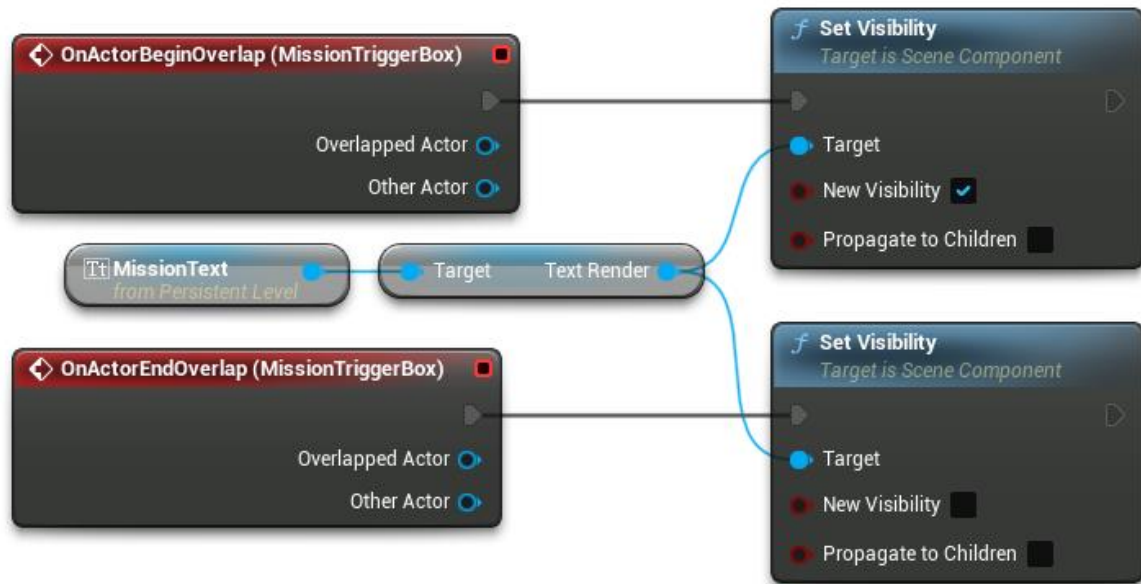 OnActorBeginOverlap (MissionTriggerBox)
Overlapped Actor
Other Actor
f Set Visibility
Target is Scene Component
Target
New Visibility
Propagate to Children
Tt MissionText
from Persistent Level
Target Text Render
OnActorEndOverlap (MissionTriggerBox)
Overlapped Actor
Other Actor
f Set Visibility
Target is Scene Component
Target
New Visibility
Propagate to Children